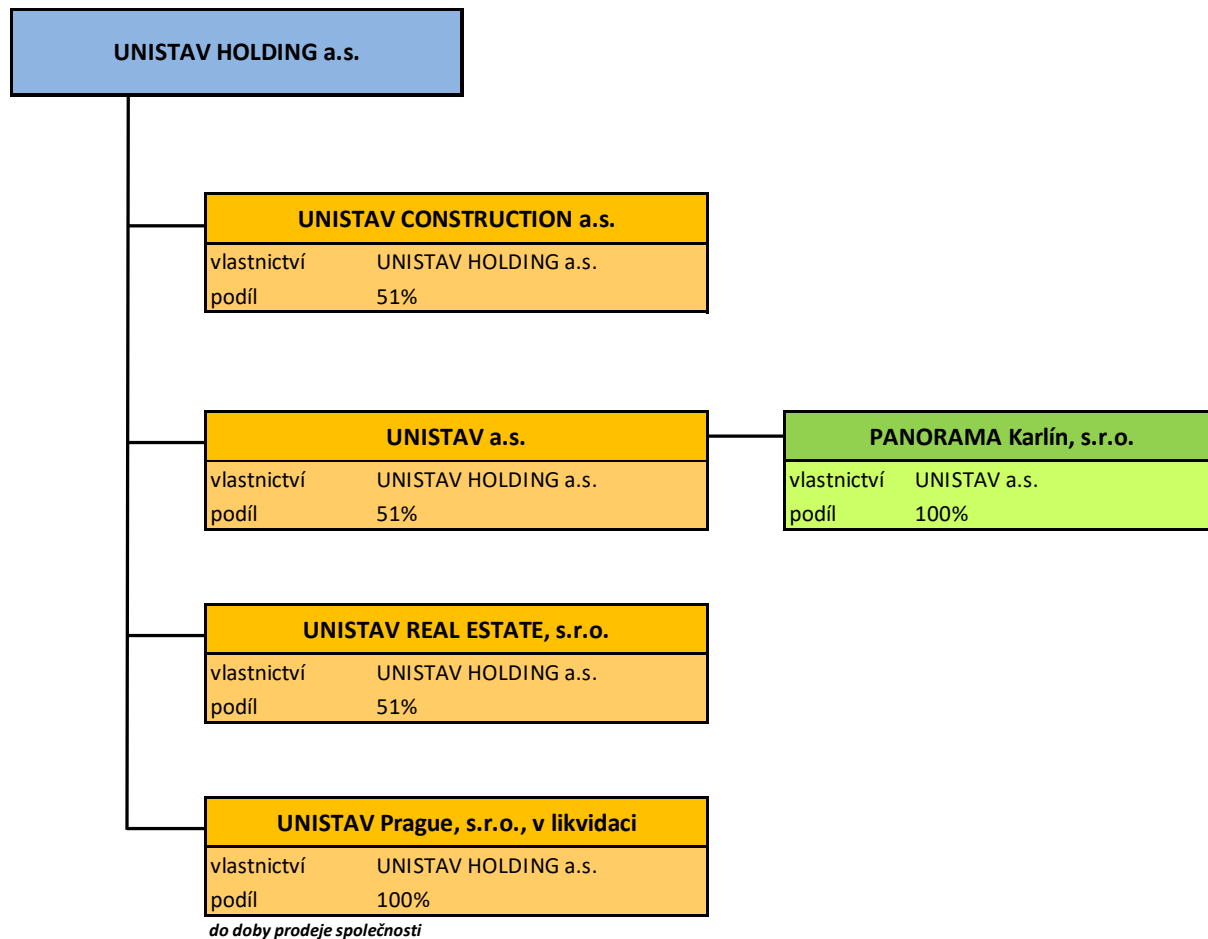 UNISTAV HOLDING a.s.
UNISTAV CONSTRUCTION a.s.
vlastnictví UNISTAV HOLDING a.s.
podíl 51%
UNISTAV a.s.
vlastnictví UNISTAV HOLDING a.s.
podíl 51%
PANORAMA Karlín, s.r.o.
vlastnictví UNISTAV a.s.
podíl 100%
UNISTAV REAL ESTATE, s.r.o.
vlastnictví UNISTAV HOLDING a.s.
podíl 51%
UNISTAV Prague, s.r.o., v likvidaci
vlastnictví UNISTAV HOLDING a.s.
podíl 100%
do doby prodeje společnosti